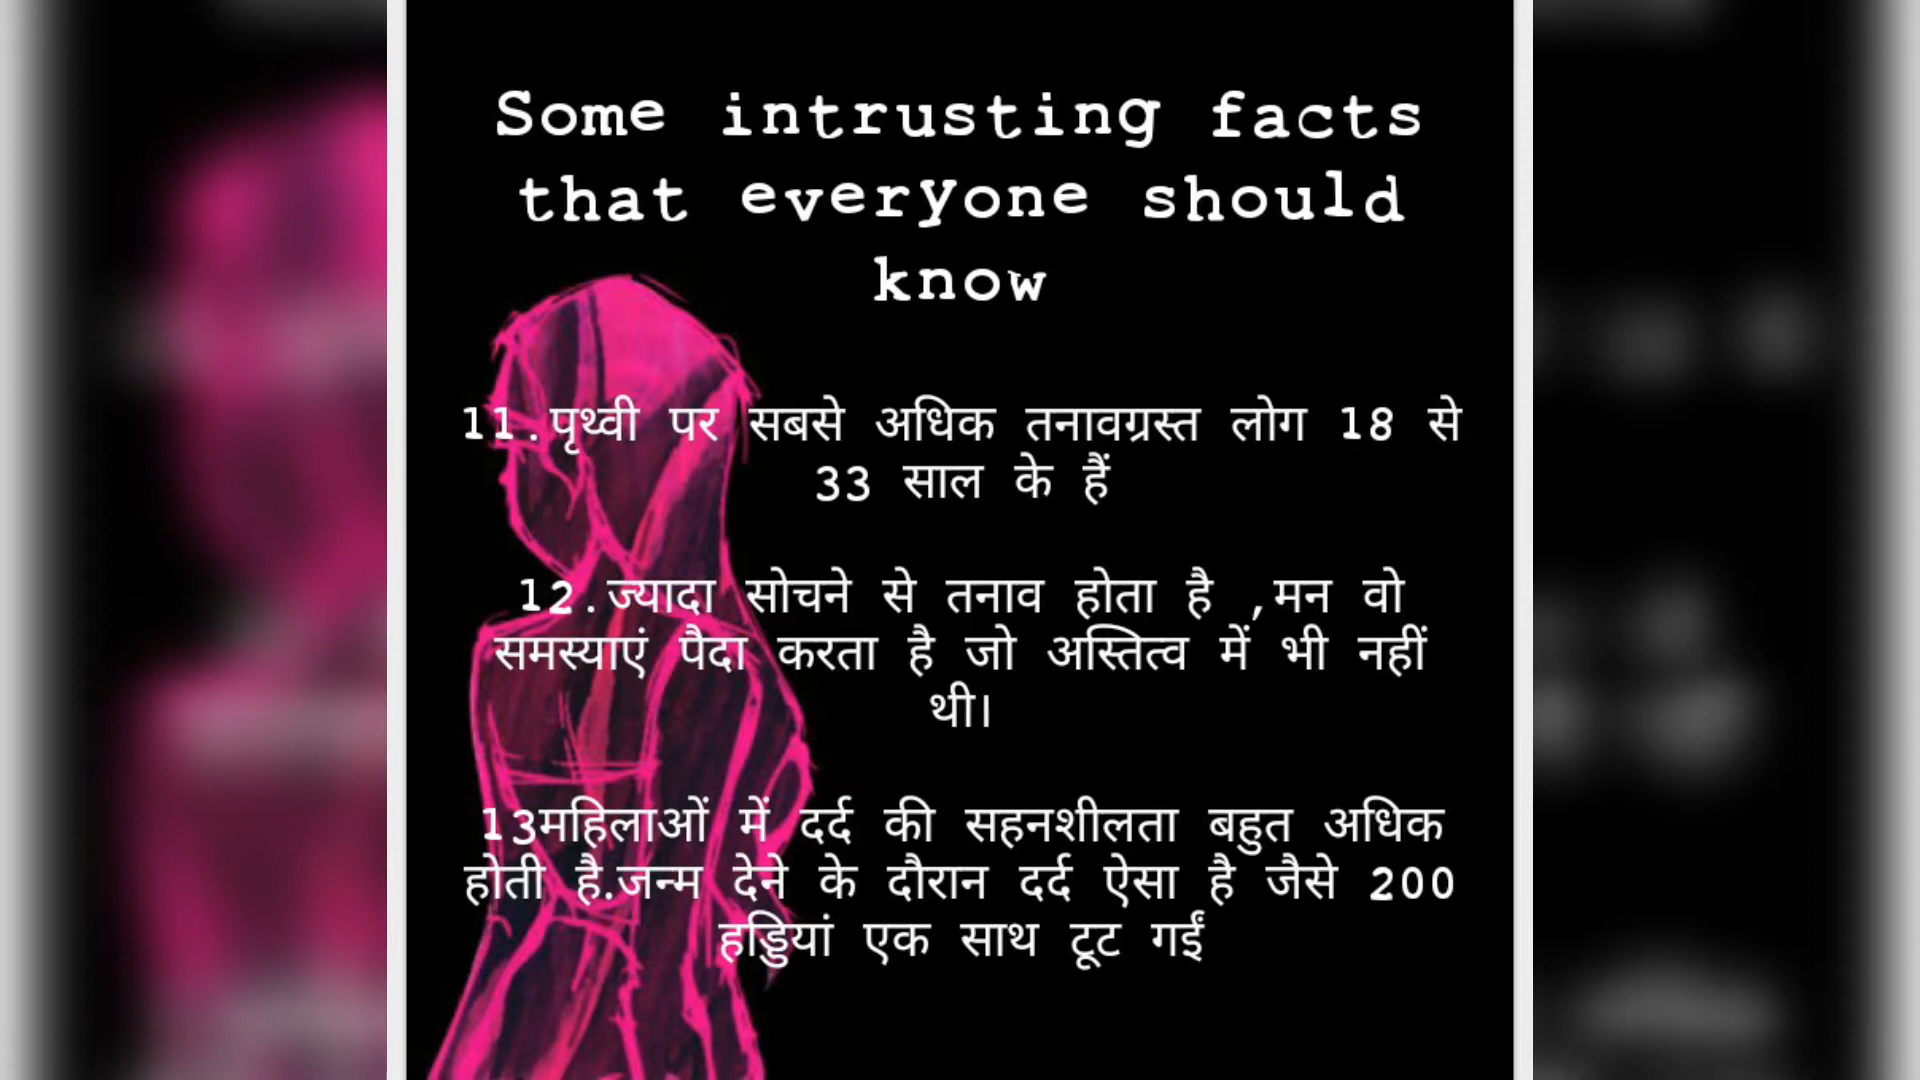 Some intrusting facts
that everyone should
know
11.पृथ्वी पर सबसे अधिक तनावग्रस्त लोग 18 से
33 साल के हैं
12.ज्यादा सोचने से तनाव होता है ,मन वो
समस्याएं पैदा करता है जो अस्तित्व में भी नहीं
थी।
13महिलाओं में दर्द की सहनशीलता बहुत अधिक
होती है.जन्म देने के दौरान दर्द ऐसा है जैसे 200
हड्डियां एक साथ टूट गईं